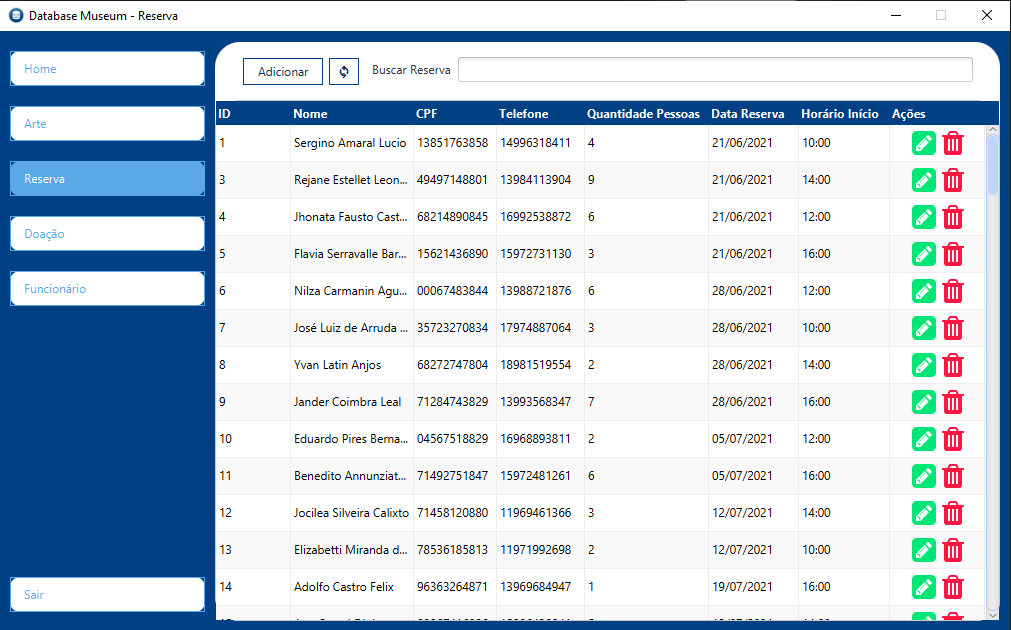 Database Museum - Reserva
Home
Arte
Reserva
Doação
Funcionário
Sair
Adicionar Buscar Reserva
ID Nome CPF Telefone Quantidade Pessoas Data Reserva Horário Início Ações
1 Sergino Amaral Lucio 13851763858 14996318411 4 21/06/2021 10:00
3 Rejane Estellet Leon... 49497148801 13984113904 9 21/06/2021 14:00
4 Jhonata Fausto Cast... 68214890845 16992538872 6 21/06/2021 12:00
5 Flavia Serravalle Bar... 15621436890 15972731130 3 21/06/2021 16:00
6 Nilza Carmanin Agu... 00067483844 13988721876 6 28/06/2021 12:00
7 José Luiz de Arruda ... 35723270834 17974887064 3 28/06/2021 10:00
8 Yvan Latin Anjos 68272747804 18981519554 2 28/06/2021 14:00
9 Jander Coimbra Leal 71284743829 13993568347 7 28/06/2021 16:00
10 Eduardo Pires Berna... 04567518829 16968893811 2 05/07/2021 12:00
11 Benedito Annunziat... 71492751847 15972481261 6 05/07/2021 16:00
12 Jocilea Silveira Calixto 71458120880 11969461366 3 12/07/2021 14:00
13 Elizabetti Miranda d... 78536185813 11971992698 2 12/07/2021 10:00
14 Adolfo Castro Felix 96363264871 13969684947 1 19/07/2021 16:00